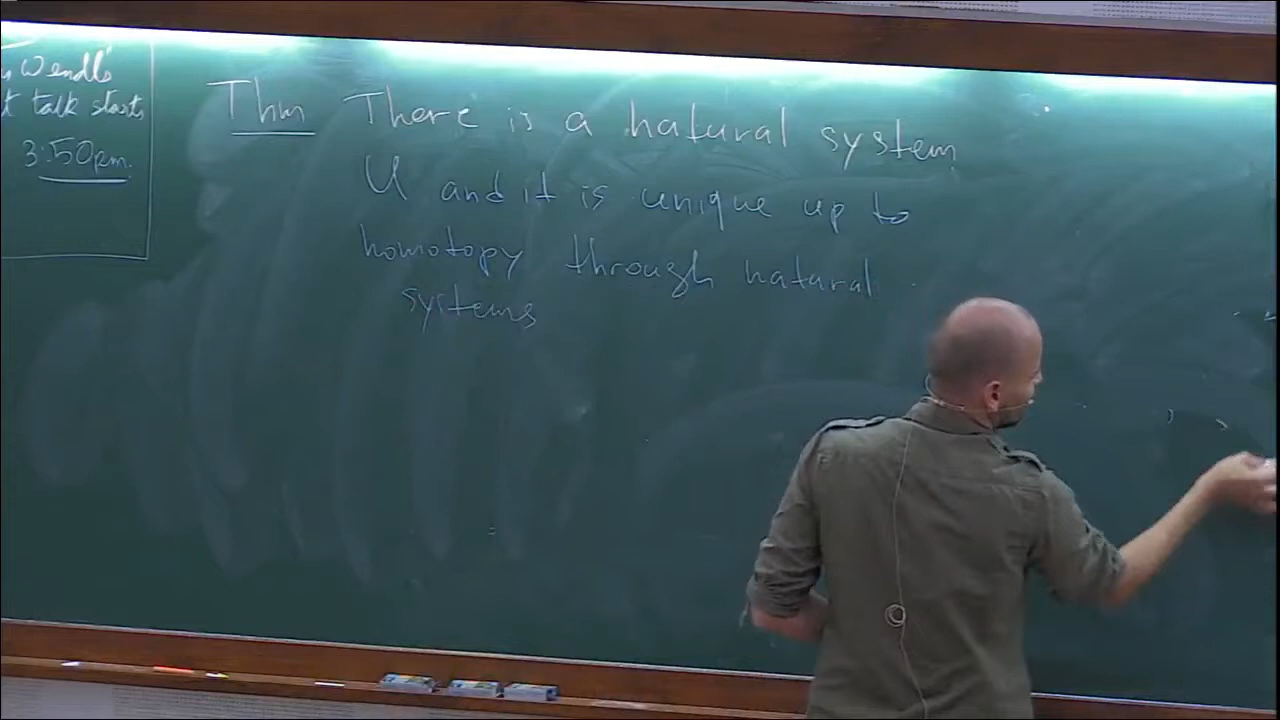 Wendl's
t talk starts
3:50pm.
Thm There is a natural system
U and it is unique up to
homotopy through natural
systems